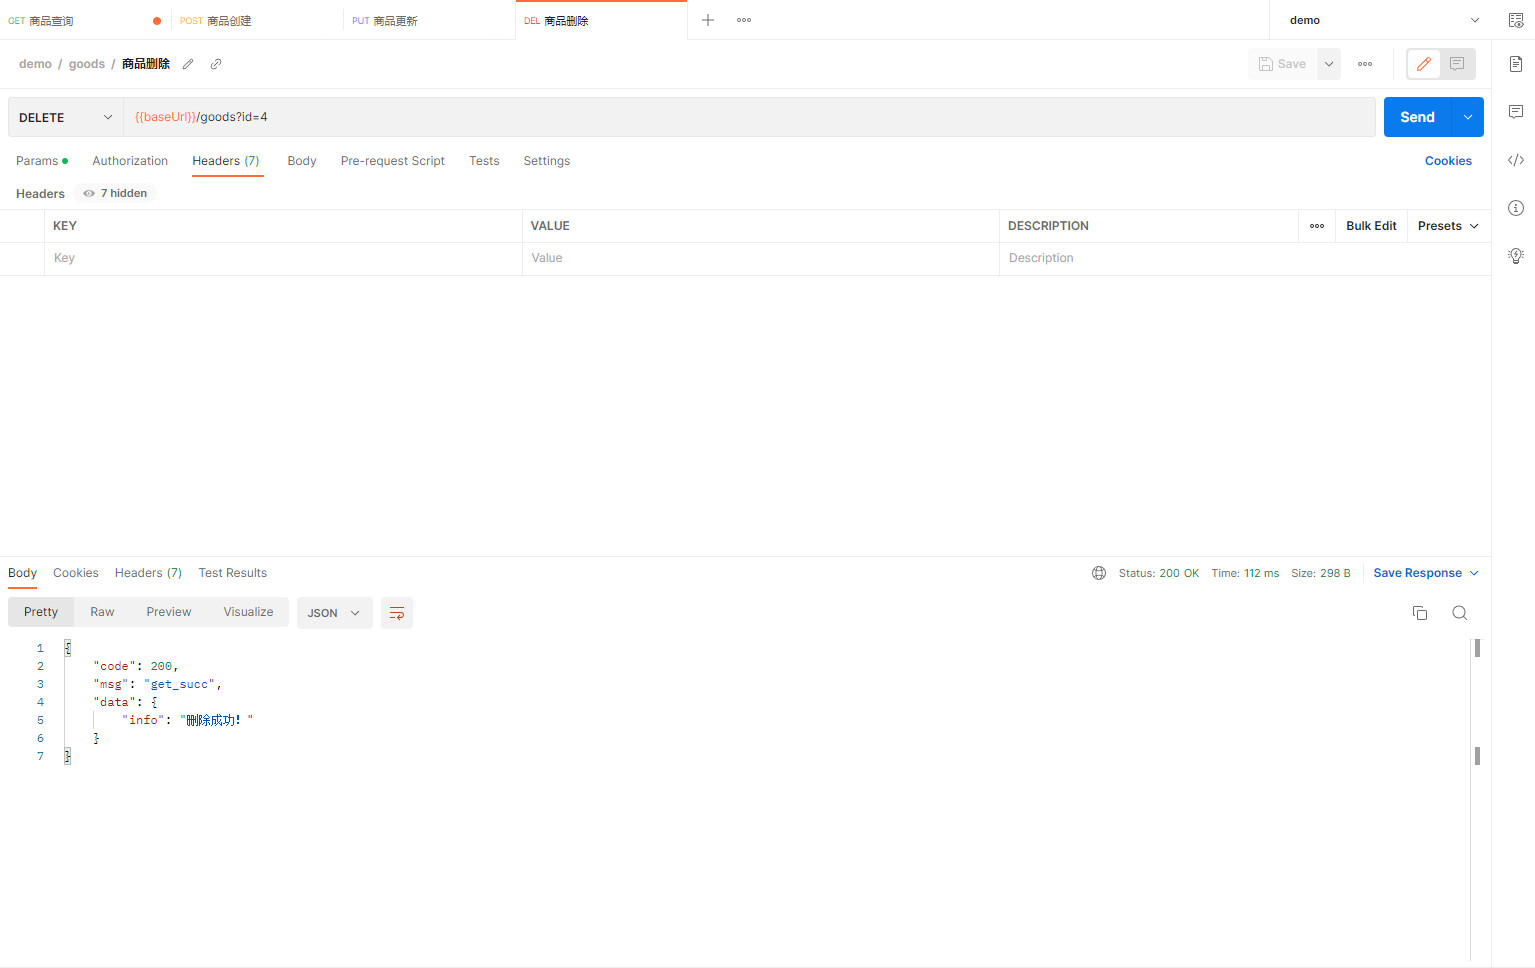 GET 商品查询 POST 商品创建 PUT 商品更新 DEL 商品删除 demo
demo / goods / 商品删除 Save
DELETE {{baseUrl}}/goods?id=4 Send
Params Authorization Headers (7) Body Pre-request Script Tests Settings Cookies
Headers 7 hidden
KEY VALUE DESCRIPTION Bulk Edit Presets
Key Value Description
Body Cookies Headers (7) Test Results Status: 200 OK Time: 112 ms Size: 298 B Save Response
Pretty Raw Preview Visualize JSON
1 {
2 "code": 200,
3 "msg": "get_succ",
4 "data": {
5 "info": "删除成功！"
6 }
7 }